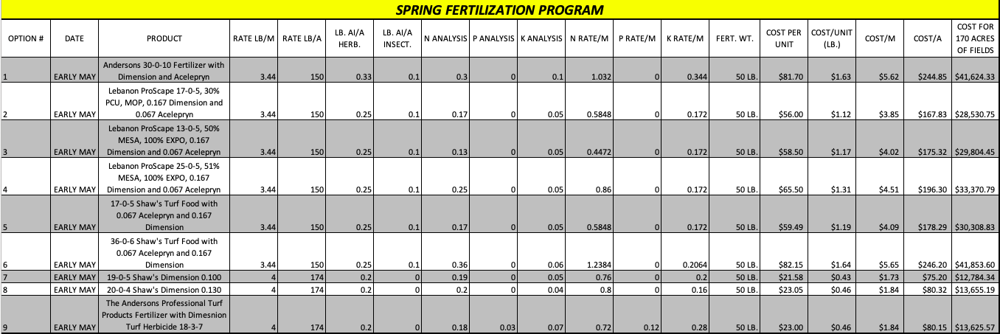 SPRING FERTILIZATION PROGRAM
OPTION # DATE PRODUCT RATE LB/M RATE LB/A LB. AI/A HERB. LB. AI/A INSECT. N ANALYSIS P ANALYSIS K ANALYSIS N RATE/M P RATE/M K RATE/M FERT. WT. COST PER UNIT COST/UNIT (LB.) COST/M COST/A COST FOR 170 ACRES OF FIELDS
1 EARLY MAY Andersons 30-0-10 Fertilizer with
Dimension and Acelepryn 3.44 150 0.33 0.1 0.3 0 0.1 1.032 0 0.344 50 LB. $81.70 $1.63 $5.62 $244.85 $41,624.33
2 EARLY MAY Lebanon ProScape 17-0-5, 30%
PCU, MOP, 0.167 Dimension and
0.067 Acelepryn 3.44 150 0.25 0.1 0.17 0 0.05 0.5848 0 0.172 50 LB. $56.00 $1.12 $3.85 $167.83 $28,530.75
3 EARLY MAY Lebanon ProScape 13-0-5, 50%
MESA, 100% EXPO, 0.167
Dimension and 0.067 Acelepryn 3.44 150 0.25 0.1 0.13 0 0.05 0.4472 0 0.172 50 LB. $58.50 $1.17 $4.02 $175.32 $29,804.45
4 EARLY MAY Lebanon ProScape 25-0-5, 51%
MESA, 100% EXPO, 0.167
Dimension and 0.067 Acelepryn 3.44 150 0.25 0.1 0.25 0 0.05 0.86 0 0.172 50 LB. $65.50 $1.31 $4.51 $196.30 $33,370.79
5 EARLY MAY 17-0-5 Shaw's Turf Food with
0.067 Acelepryn and 0.167
Dimension 3.44 150 0.25 0.1 0.17 0 0.05 0.5848 0 0.172 50 LB. $59.49 $1.19 $4.09 $178.29 $30,308.83
6 EARLY MAY 36-0-6 Shaw's Turf Food with
0.067 Acelepryn and 0.167
Dimension 3.44 150 0.25 0.1 0.36 0 0.06 1.2384 0 0.2064 50 LB. $82.15 $1.64 $5.65 $246.20 $41,853.60
7 EARLY MAY 19-0-5 Shaw's Dimension 0.100 4 174 0.2 0 0.19 0 0.05 0.76 0 0.2 50 LB. $21.58 $0.43 $1.73 $75.20 $12,784.34
8 EARLY MAY 20-0-4 Shaw's Dimension 0.130 4 174 0.2 0 0.2 0 0.04 0.8 0 0.16 50 LB. $23.05 $0.46 $1.84 $80.32 $13,655.19
9 EARLY MAY The Andersons Professional Turf
Products Fertilizer with Dimesnion
Turf Herbicide 18-3-7 4 174 0.2 0 0.18 0.03 0.07 0.72 0.12 0.28 50 LB. $23.00 $0.46 $1.84 $80.15 $13,625.57